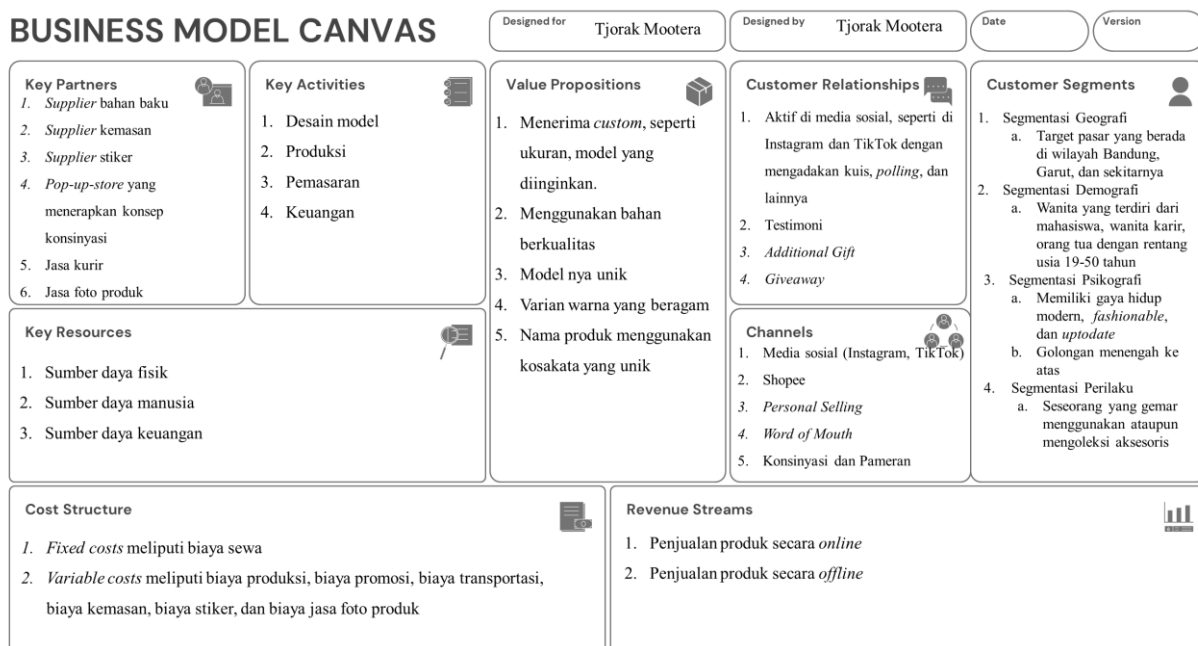 BUSINESS MODEL CANVAS
Designed for
Tjorak Mootera
Designed by
Tjorak Mootera
Date
Version
Key Partners
1. Supplier bahan baku
2. Supplier kemasan
3. Supplier stiker
4. Pop-up-store yang
menerapkan konsep
konsinyasi
5. Jasa kurir
6. Jasa foto produk
Key Activities
1. Desain model
2. Produksi
3. Pemasaran
4. Keuangan
Key Resources
1. Sumber daya fisik
2. Sumber daya manusia
3. Sumber daya keuangan
Value Propositions
1. Menerima custom, seperti
ukuran, model yang
diinginkan.
2. Menggunakan bahan
berkualitas
3. Model nya unik
4. Varian warna yang beragam
5. Nama produk menggunakan
kosakata yang unik
Customer Relationships
1. Aktif di media sosial, seperti di
Instagram dan TikTok dengan
mengadakan kuis, polling, dan
lainnya
2. Testimoni
3. Additional Gift
4. Giveaway
Channels
1. Media sosial (Instagram, TikTok)
2. Shopee
3. Personal Selling
4. Word of Mouth
5. Konsinyasi dan Pameran
Customer Segments
1. Segmentasi Geografi
a. Target pasar yang berada
di wilayah Bandung,
Garut, dan sekitarnya
2. Segmentasi Demografi
a. Wanita yang terdiri dari
mahasiswa, wanita karir,
orang tua dengan rentang
usia 19-50 tahun
3. Segmentasi Psikografi
a. Memiliki gaya hidup
modern, fashionable,
dan uptodate
b. Golongan menengah ke
atas
4. Segmentasi Perilaku
a. Seseorang yang gemar
menggunakan ataupun
mengoleksi aksesoris
Cost Structure
1. Fixed costs meliputi biaya sewa
2. Variable costs meliputi biaya produksi, biaya promosi, biaya transportasi,
biaya kemasan, biaya stiker, dan biaya jasa foto produk
Revenue Streams
1. Penjualan produk secara online
2. Penjualan produk secara offline